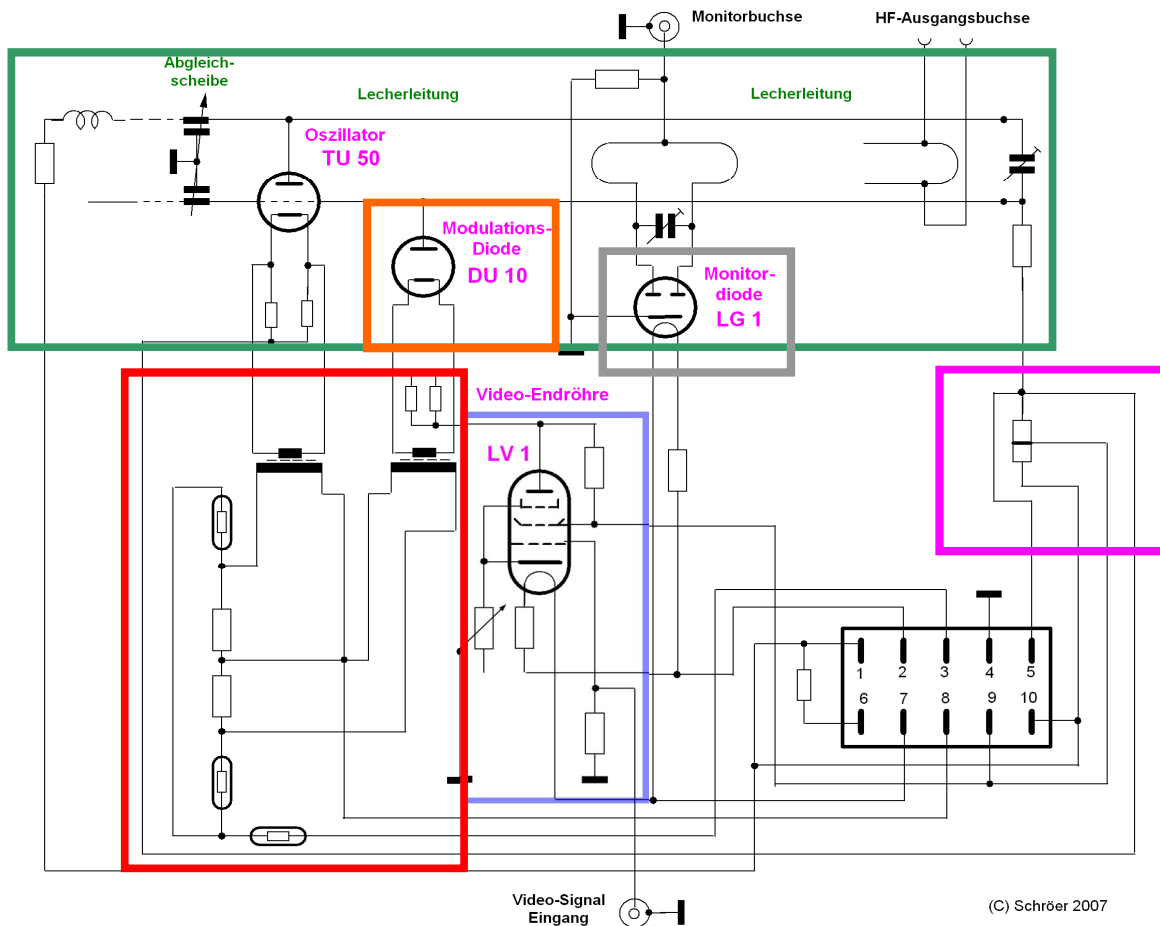 Monitorbuchse
HF-Ausgangsbuchse
Abgleich-
scheibe
Lecherleitung
Lecherleitung
Oszillator
TU 50
Modulations-
Diode
DU 10
Monitor-
diode
LG 1
Video-Endröhre
LV 1
1
2
3
4
5
6
7
8
9
10
Video-Signal
Eingang
(C) Schröer 2007